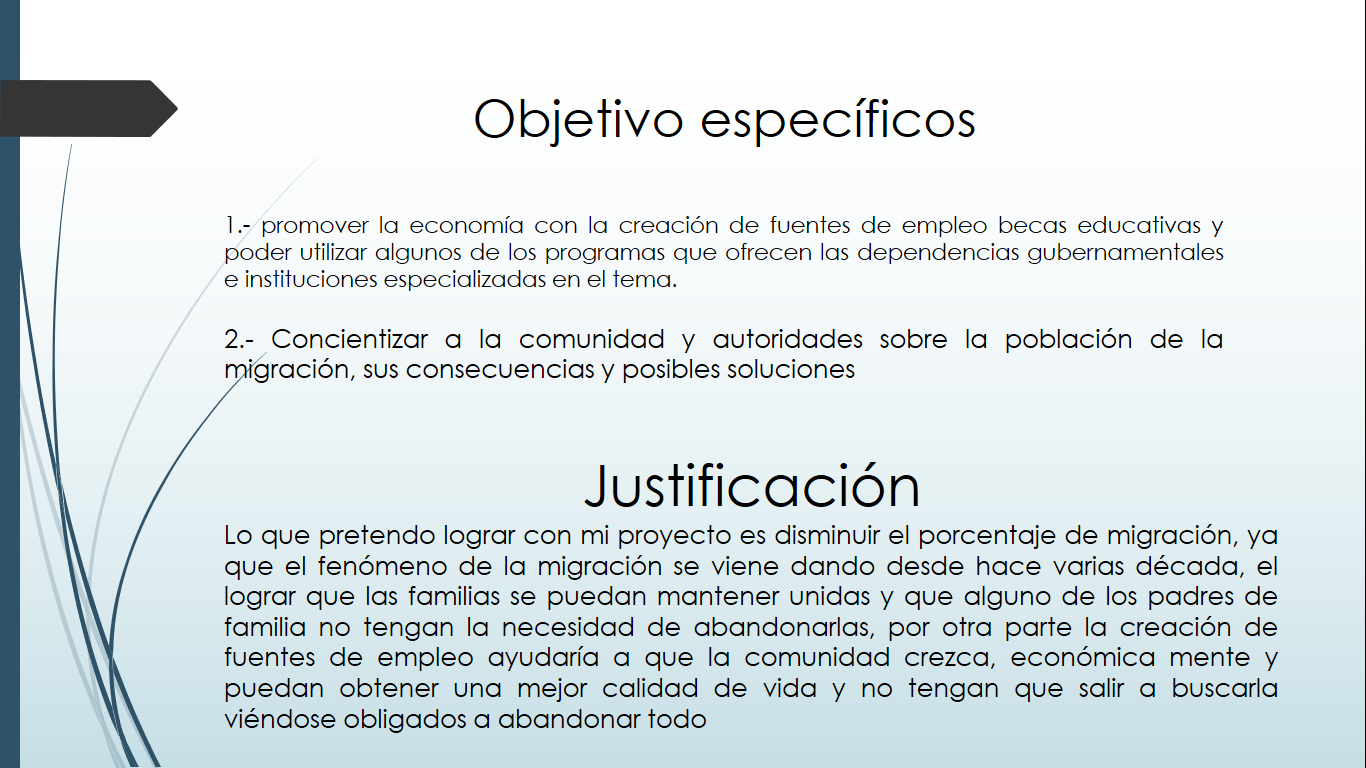 Objetivo específicos
1.- promover la economía con la creación de fuentes de empleo becas educativas y
poder utilizar algunos de los programas que ofrecen las dependencias gubernamentales
e instituciones especializadas en el tema.
2.- Concientizar a la comunidad y autoridades sobre la población de la
migración, sus consecuencias y posibles soluciones
Justificación
Lo que pretendo lograr con mi proyecto es disminuir el porcentaje de migración, ya
que el fenómeno de la migración se viene dando desde hace varias década, el
lograr que las familias se puedan mantener unidas y que alguno de los padres de
familia no tengan la necesidad de abandonarlas, por otra parte la creación de
fuentes de empleo ayudaría a que la comunidad crezca, económica mente y
puedan obtener una mejor calidad de vida y no tengan que salir a buscarla
viéndose obligados a abandonar todo